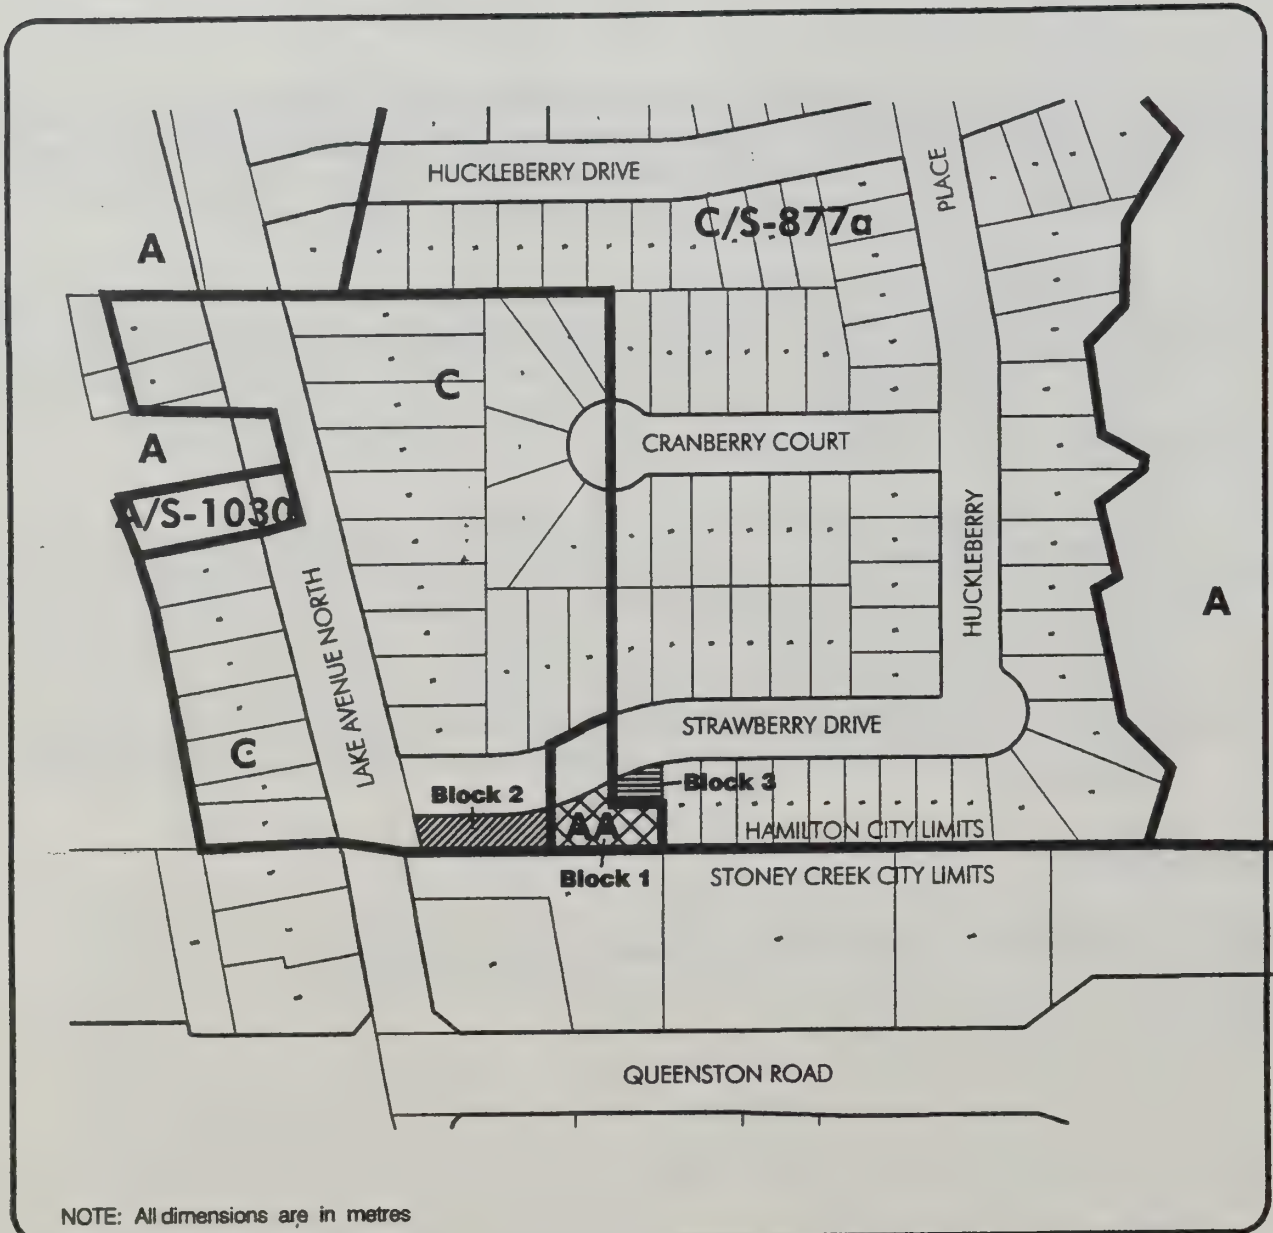 HUCKLEBERRY DRIVE
PLACE
C/S-877a
A
C
CRANBERRY COURT
A
A/S-1030
HUCKLEBERRY
LAKE AVENUE NORTH
A
STRAWBERRY DRIVE
C
Block 2
Block 3
AA
HAMILTON CITY LIMITS
Block 1
STONEY CREEK CITY LIMITS
QUEENSTON ROAD
NOTE: All dimensions are in metres